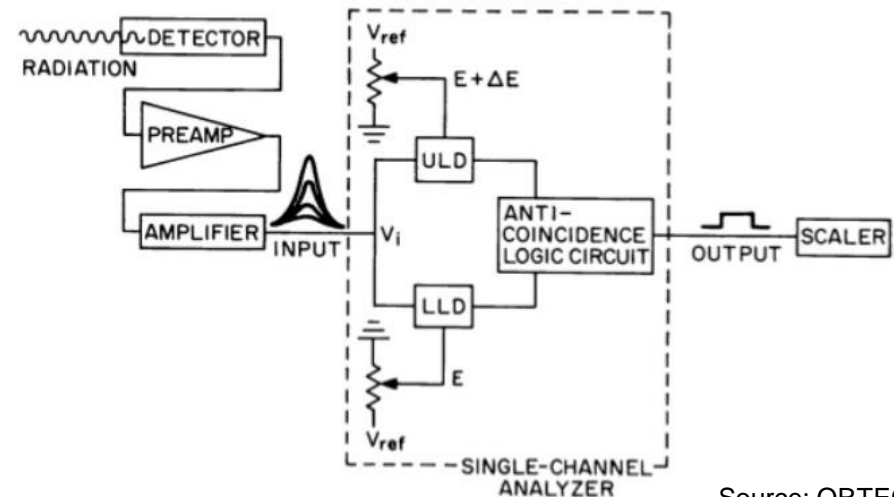 DETECTOR
RADIATION
PREAMP
AMPLIFIER
INPUT
Vref
E + ΔE
ULD
Vi
LLD
E
Vref
ANTI-
COINCIDENCE
LOGIC CIRCUIT
OUTPUT
SCALER
SINGLE-CHANNEL
ANALYZER
Source: